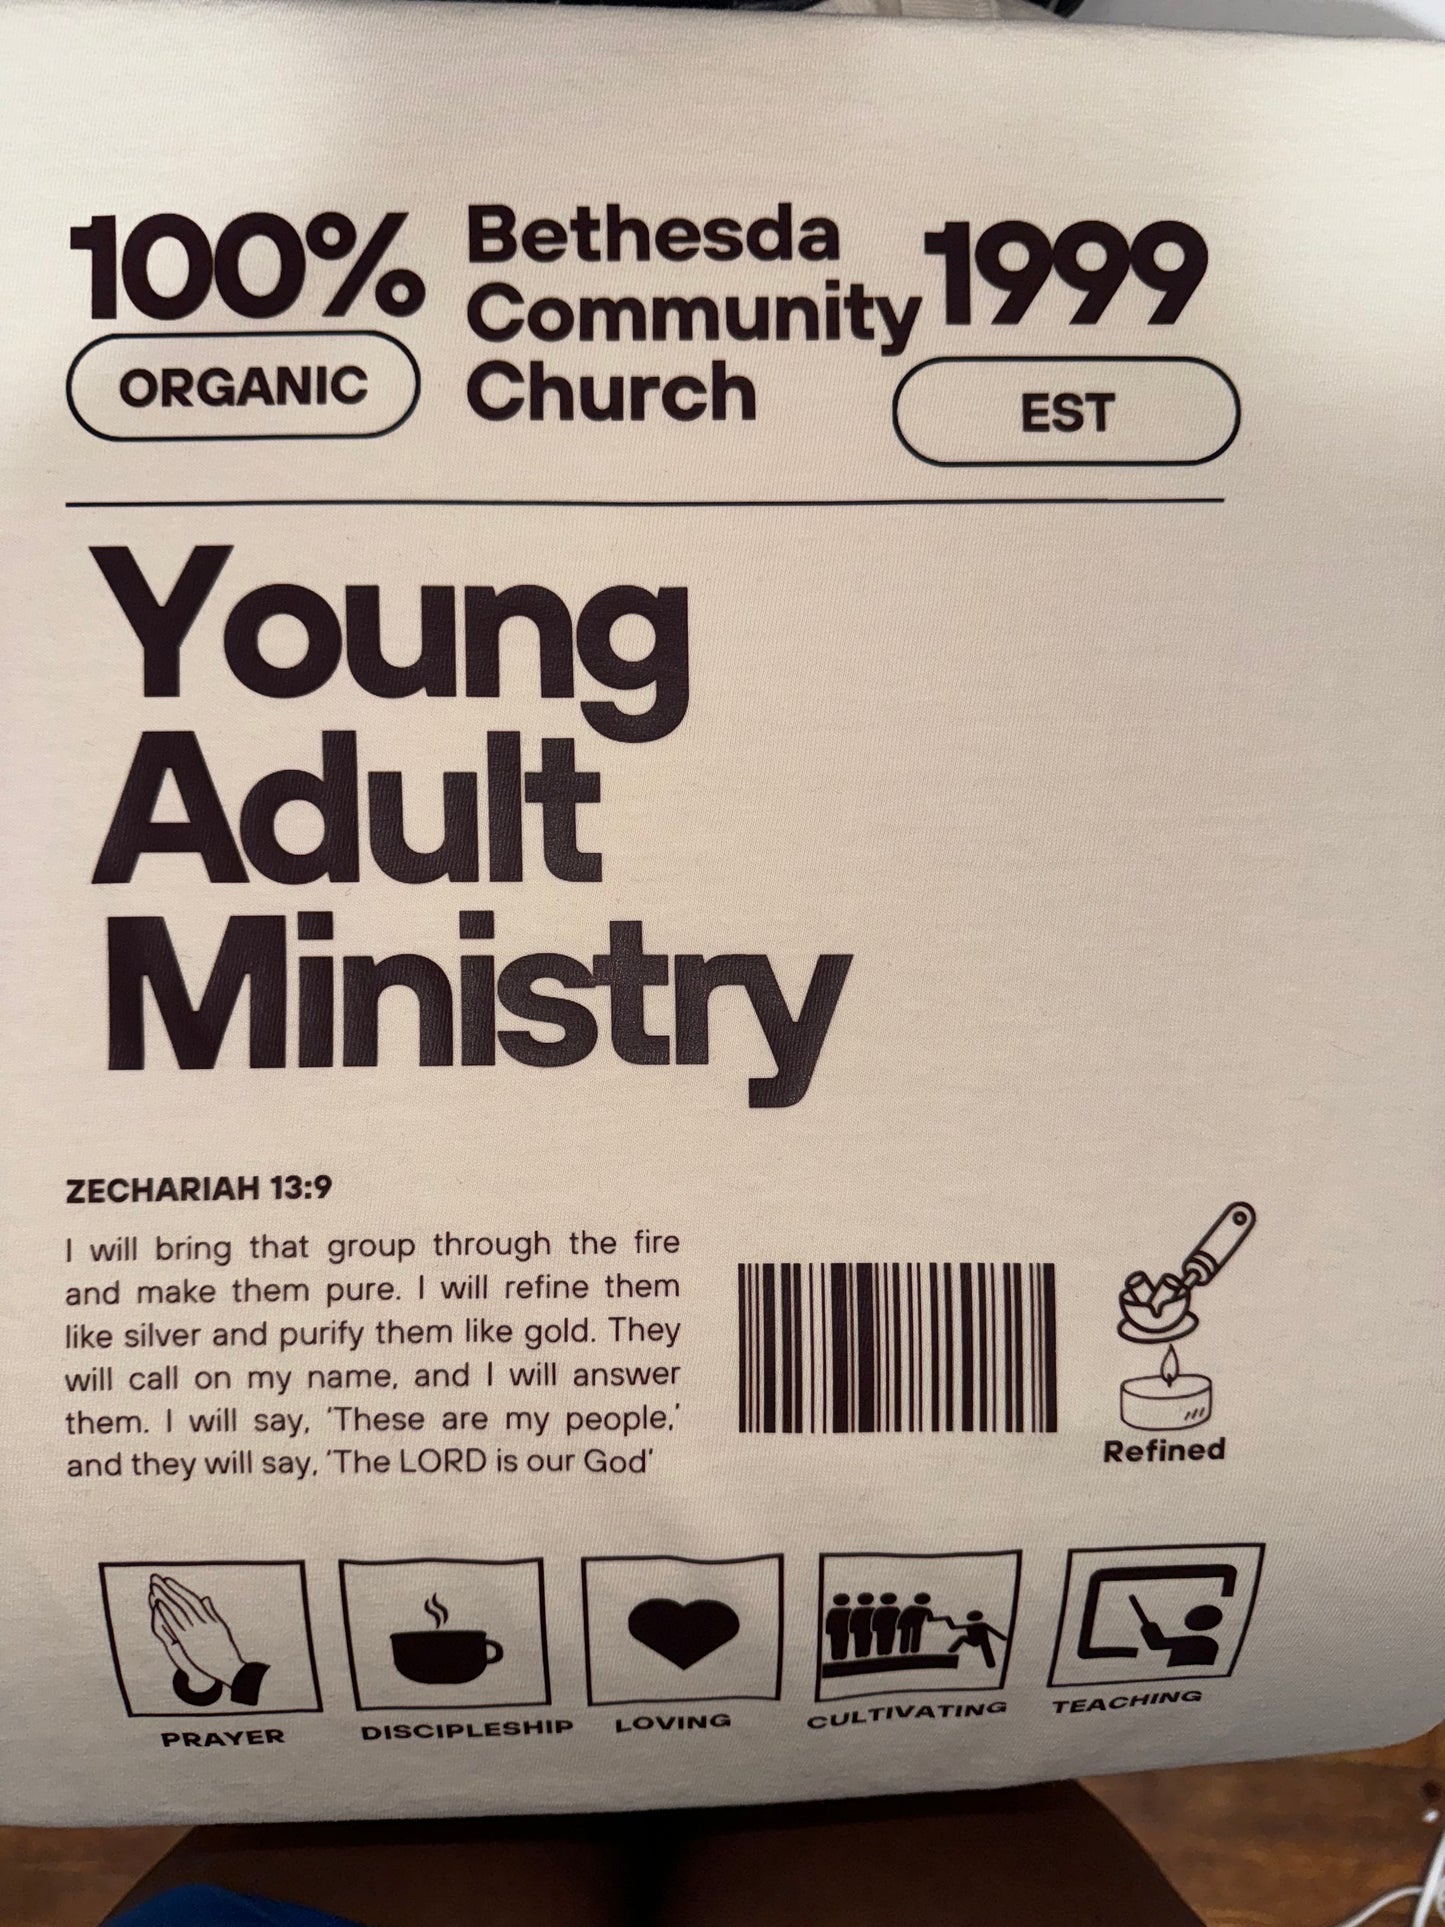 100%
ORGANIC
Bethesda
Community
Church
1999
EST
Young
Adult
Ministry
ZECHARIAH 13:9
I will bring that group through the fire
and make them pure. I will refine them
like silver and purify them like gold. They
will call on my name, and I will answer
them. I will say, ‘These are my people,’
and they will say, ‘The LORD is our God’
Refined
PRAYER
DISCIPLESHIP
LOVING
CULTIVATING
TEACHING